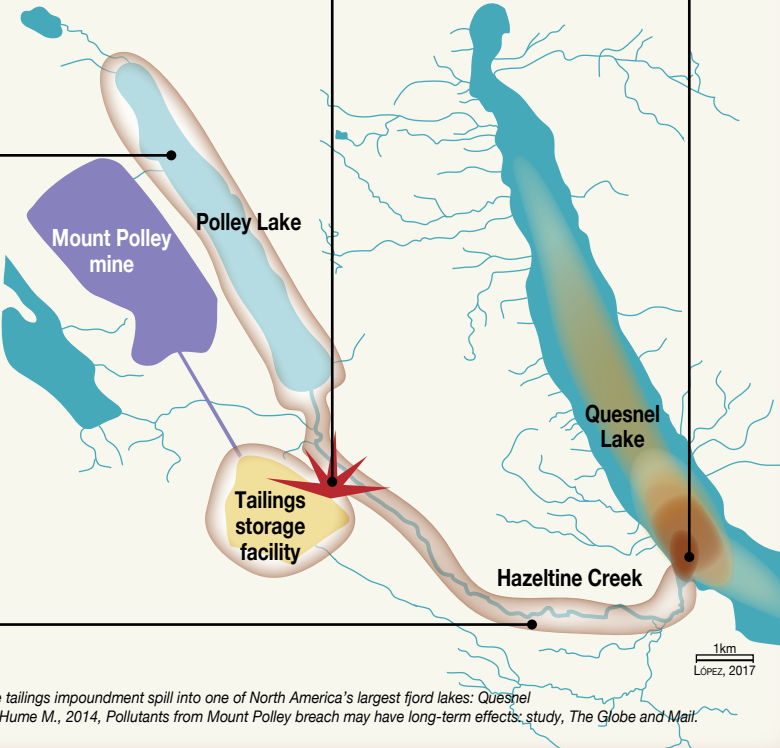 Polley Lake
Mount Polley
mine
Quesnel
Lake
Tailings
storage
facility
Hazeltine Creek
1km
LÓPEZ, 2017
tailings impoundment spill into one of North America's largest fjord lakes: Quesnel
Hume M., 2014, Pollutants from Mount Polley breach may have long-term effects: study, The Globe and Mail.